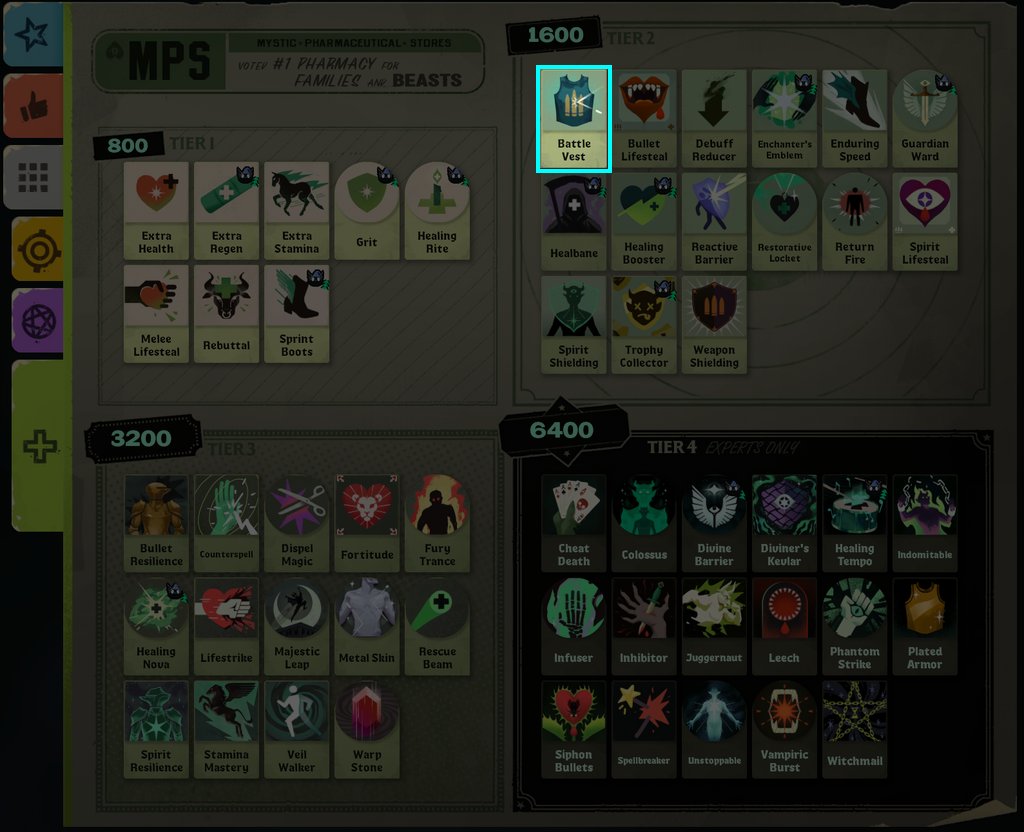 MPS
MYSTIC • PHARMACEUTICAL • STORES
VOTED #1 PHARMACY FOR
FAMILIES AND BEASTS
800
TIER 1
Extra
Health
Extra
Regen
Extra
Stamina
Grit
Healing
Rite
Melee
Lifesteal
Rebuttal
Sprint
Boots
1600
TIER 2
Battle
Vest
Bullet
Lifesteal
Debuff
Reducer
Enchanter's
Emblem
Enduring
Speed
Guardian
Ward
Healbane
Healing
Booster
Reactive
Barrier
Restorative
Locket
Return
Fire
Spirit
Lifesteal
Spirit
Shielding
Trophy
Collector
Weapon
Shielding
3200
TIER 3
Bullet
Resilience
Counterspell
Dispel
Magic
Fortitude
Fury
Trance
Healing
Nova
Lifestrike
Majestic
Leap
Metal Skin
Rescue
Beam
Spirit
Resilience
Stamina
Mastery
Veil
Walker
Warp
Stone
6400
TIER 4 EXPERTS ONLY
Cheat
Death
Colossus
Divine
Barrier
Diviner's
Kevlar
Healing
Tempo
Indomitable
Infuser
Inhibitor
Juggernaut
Leech
Phantom
Strike
Plated
Armor
Siphon
Bullets
Spellbreaker
Unstoppable
Vampiric
Burst
Witchmail